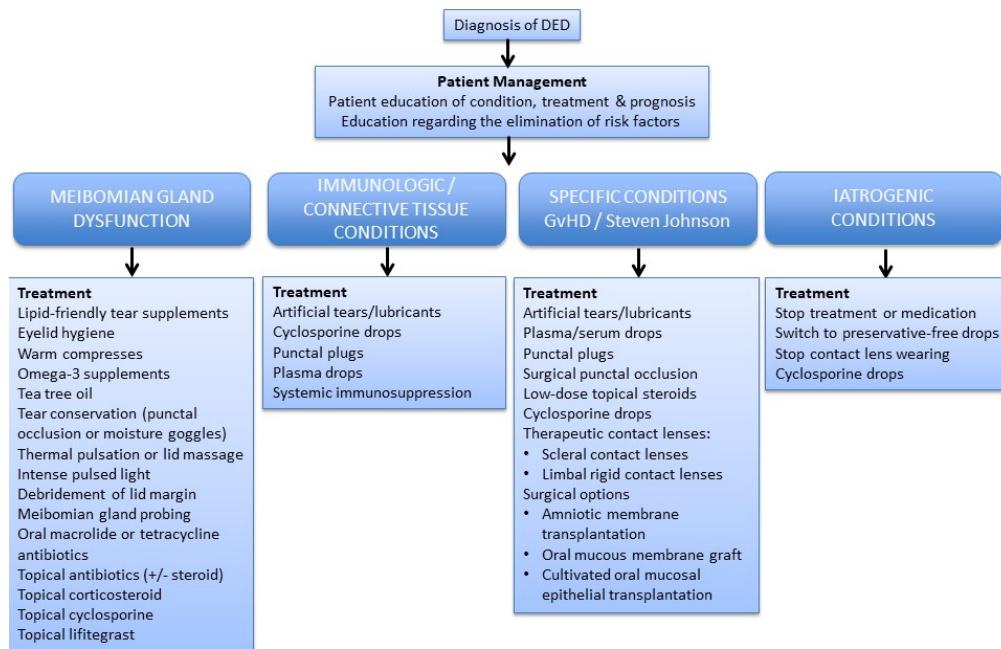 Diagnosis of DED
Patient Management
Patient education of condition, treatment & prognosis
Education regarding the elimination of risk factors
MEIBOMIAN GLAND
DYSFUNCTION
Treatment
Lipid-friendly tear supplements
Eyelid hygiene
Warm compresses
Omega-3 supplements
Tea tree oil
Tear conservation (punctal
occlusion or moisture goggles)
Thermal pulsation or lid massage
Intense pulsed light
Debridement of lid margin
Meibomian gland probing
Oral macrolide or tetracycline
antibiotics
Topical antibiotics (+/- steroid)
Topical corticosteroid
Topical cyclosporine
Topical lifitegrast
IMMUNOLOGIC /
CONNECTIVE TISSUE
CONDITIONS
Treatment
Artificial tears/lubricants
Cyclosporine drops
Punctal plugs
Plasma drops
Systemic immunosuppression
SPECIFIC CONDITIONS
GvHD / Steven Johnson
Treatment
Artificial tears/lubricants
Plasma/serum drops
Punctal plugs
Surgical punctal occlusion
Low-dose topical steroids
Cyclosporine drops
Therapeutic contact lenses:
• Scleral contact lenses
• Limbal rigid contact lenses
Surgical options
• Amniotic membrane
transplantation
• Oral mucous membrane graft
• Cultivated oral mucosal
epithelial transplantation
IATROGENIC
CONDITIONS
Treatment
Stop treatment or medication
Switch to preservative-free drops
Stop contact lens wearing
Cyclosporine drops